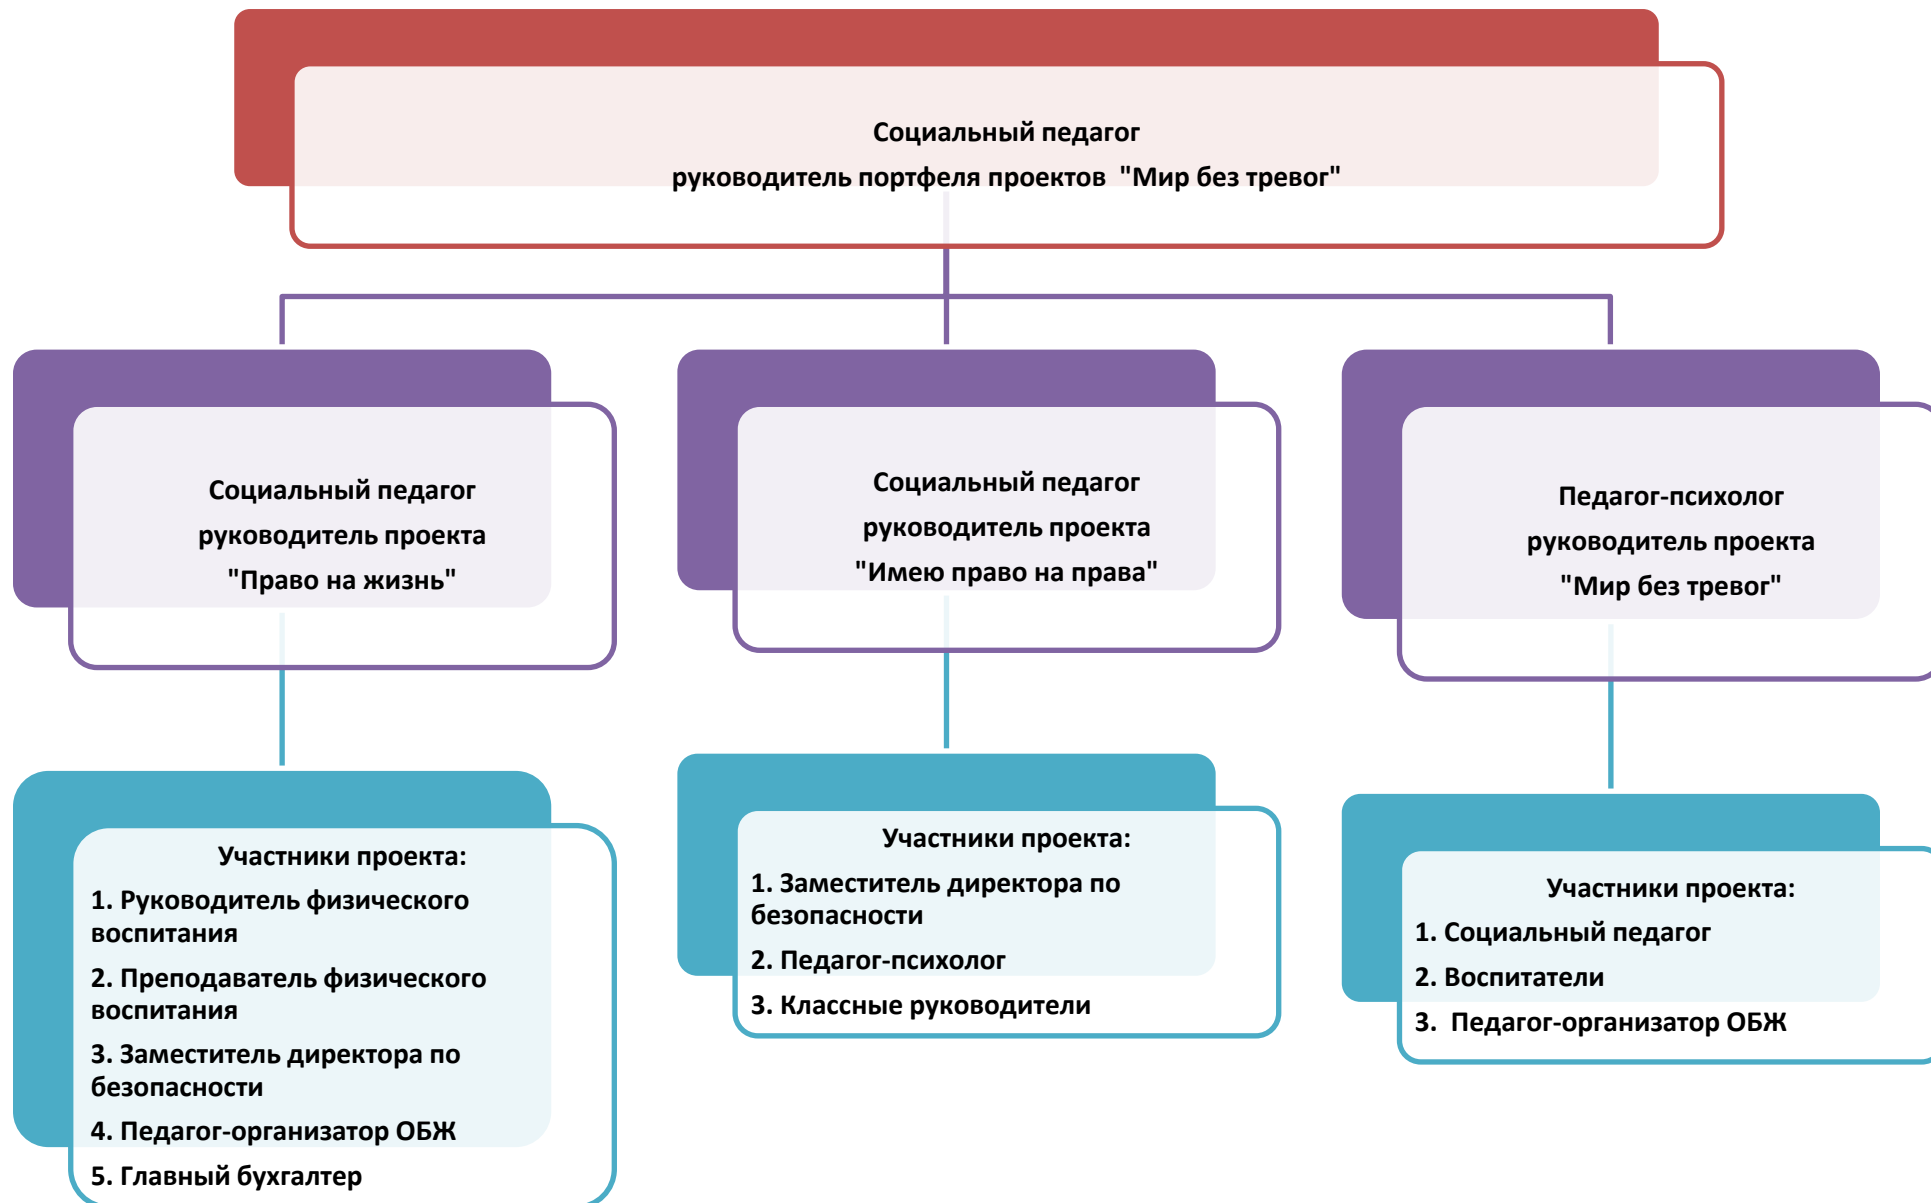 Социальный педагог
руководитель портфеля проектов  "Мир без тревог"
Социальный педагог
руководитель проекта
"Право на жизнь"
Социальный педагог
руководитель проекта
"Имею право на права"
Педагог-психолог
руководитель проекта
"Мир без тревог"
Участники проекта:
1. Руководитель физического
воспитания
2. Преподаватель физического
воспитания
3. Заместитель директора по
безопасности
4. Педагог-организатор ОБЖ
5. Главный бухгалтер
Участники проекта:
1. Заместитель директора по
безопасности
2. Педагог-психолог
3. Классные руководители
Участники проекта:
1. Социальный педагог
2. Воспитатели
3.  Педагог-организатор ОБЖ